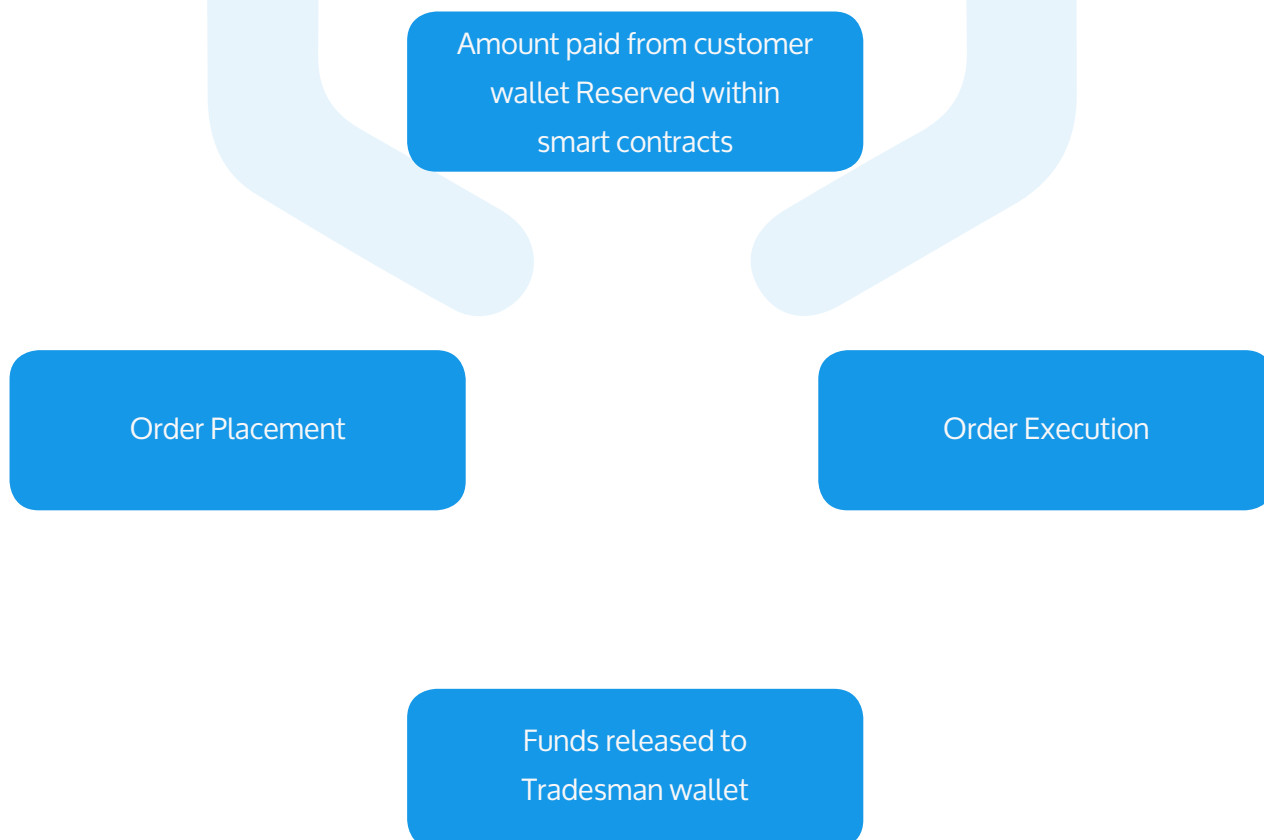 Amount paid from customer
wallet Reserved within
smart contracts
Order Placement
Order Execution
Funds released to
Tradesman wallet